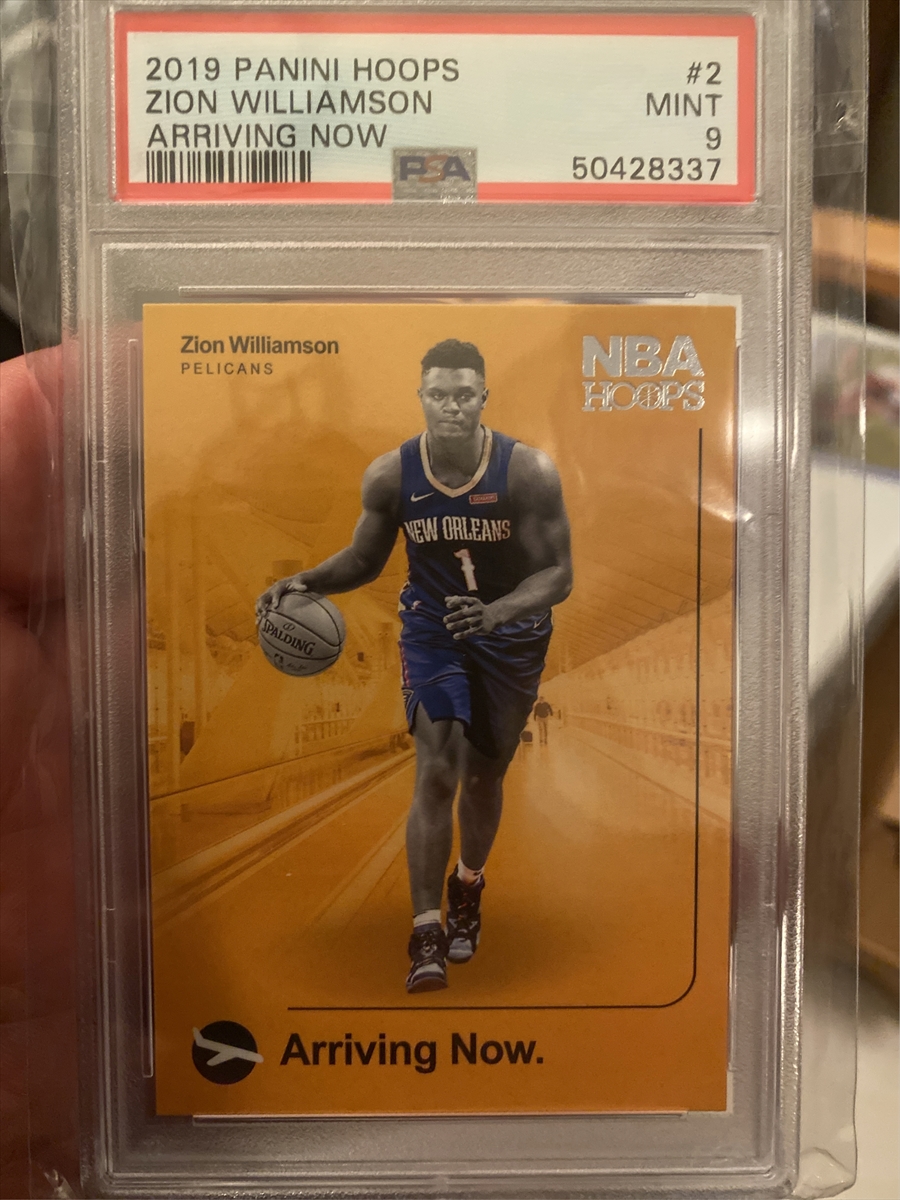 2019 PANINI HOOPS #2
ZION WILLIAMSON MINT
ARRIVING NOW 9
PSA 50428337
Zion Williamson
PELICANS
NBA
HOOPS
NEW ORLEANS
1
SPALDING
Arriving Now.